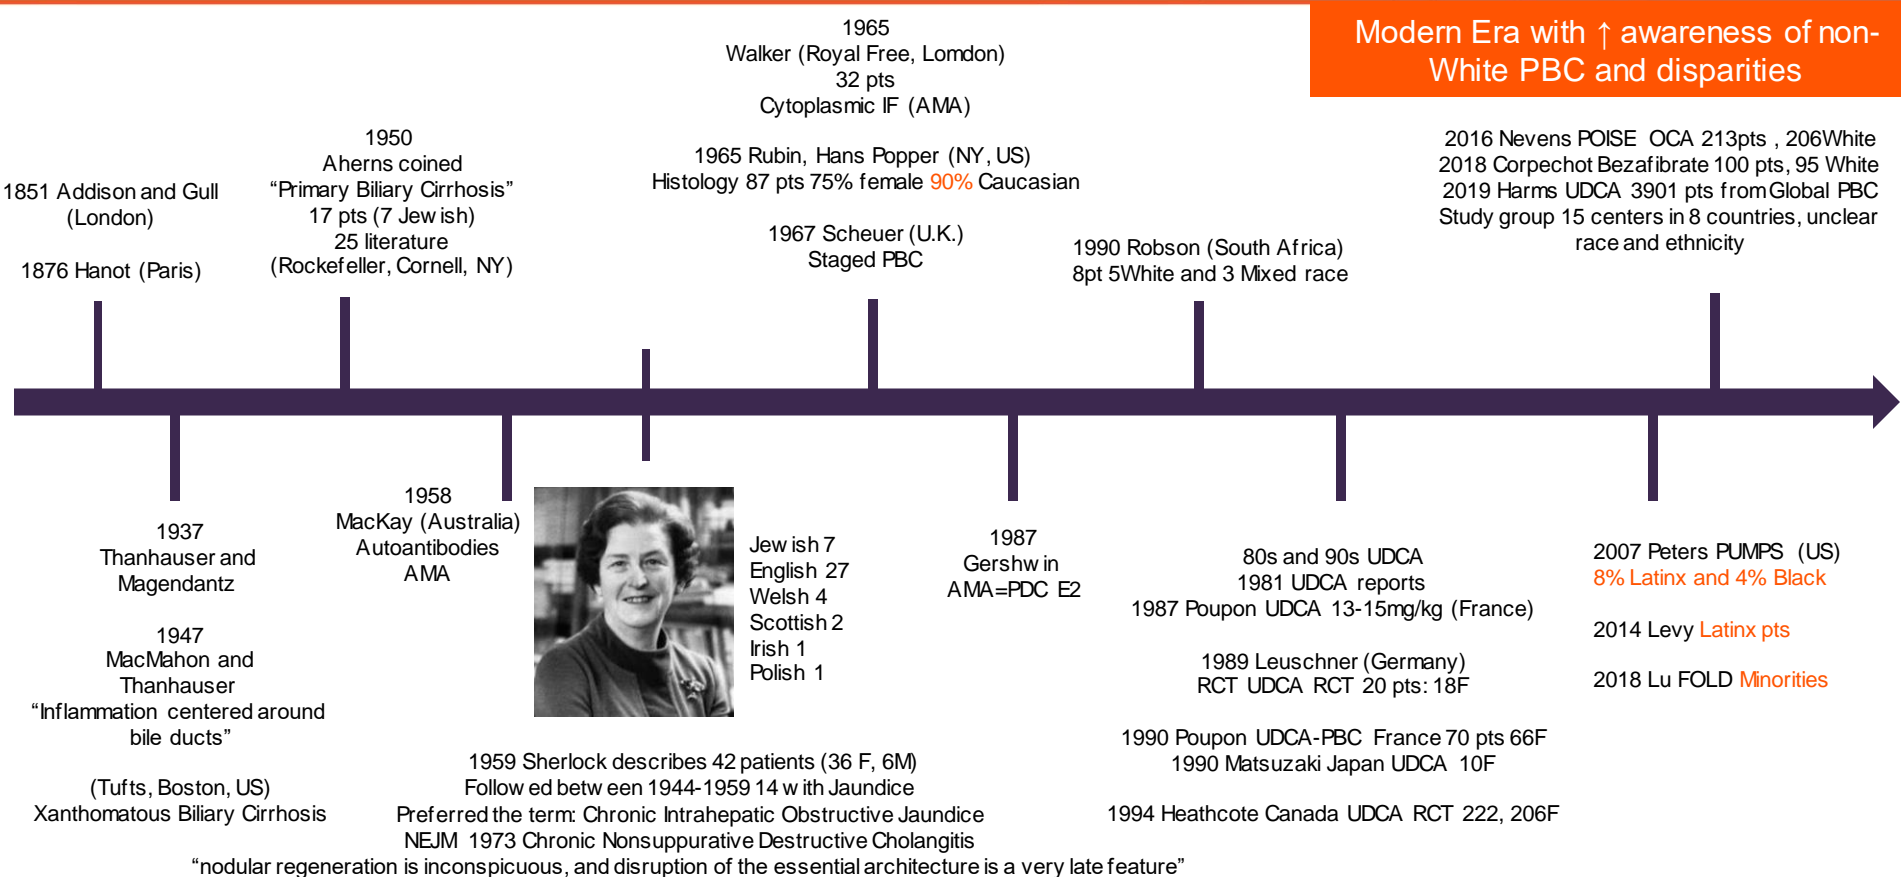 Modern Era with ↑ awareness of non-
White PBC and disparities
1851 Addison and Gull
(London)
1876 Hanot (Paris)
1950
Aherns coined
“Primary Biliary Cirrhosis”
17 pts (7 Jewish)
25 literature
(Rockefeller, Cornell, NY)
1965
Walker (Royal Free, Lomdon)
32 pts
Cytoplasmic IF (AMA)
1965 Rubin, Hans Popper (NY, US)
Histology 87 pts 75% female 90% Caucasian
1967 Scheuer (U.K.)
Staged PBC
1990 Robson (South Africa)
8pt 5White and 3 Mixed race
2016 Nevens POISE OCA 213pts , 206White
2018 Corpechot Bezafibrate 100 pts, 95 White
2019 Harms UDCA 3901 pts from Global PBC
Study group 15 centers in 8 countries, unclear
race and ethnicity
1937
Thanhauser and
Magendantz
1947
MacMahon and
Thanhauser
“Inflammation centered around
bile ducts”
(Tufts, Boston, US)
Xanthomatous Biliary Cirrhosis
1958
MacKay (Australia)
Autoantibodies
AMA
Jewish 7
English 27
Welsh 4
Scottish 2
Irish 1
Polish 1
1959 Sherlock describes 42 patients (36 F, 6M)
Followed between 1944-1959 14 with Jaundice
Preferred the term: Chronic Intrahepatic Obstructive Jaundice
NEJM 1973 Chronic Nonsuppurative Destructive Cholangitis
“nodular regeneration is inconspicuous, and disruption of the essential architecture is a very late feature”
1987
Gershwin
AMA=PDC E2
80s and 90s UDCA
1981 UDCA reports
1987 Poupon UDCA 13-15mg/kg (France)
1989 Leuschner (Germany)
RCT UDCA RCT 20 pts: 18F
1990 Poupon UDCA-PBC France 70 pts 66F
1990 Matsuzaki Japan UDCA 10F
1994 Heathcote Canada UDCA RCT 222, 206F
2007 Peters PUMPS (US)
8% Latinx and 4% Black
2014 Levy Latinx pts
2018 Lu FOLD Minorities